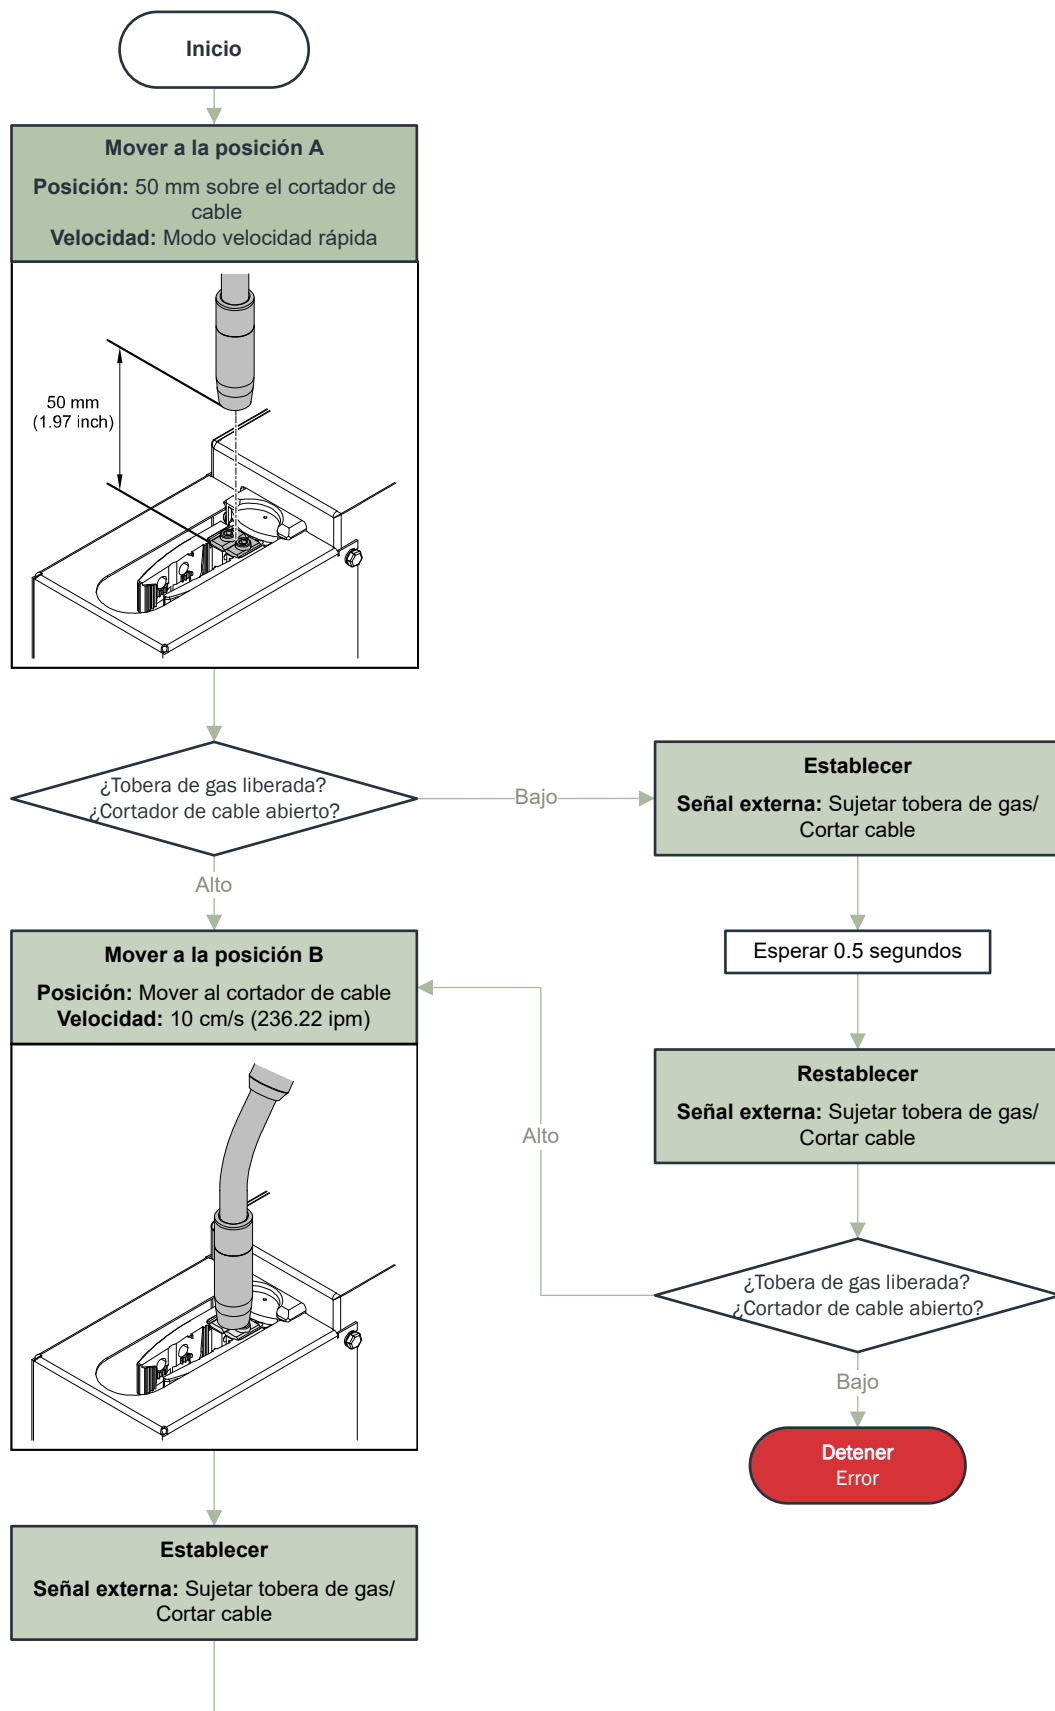 Inicio
Mover a la posición A
Posición: 50 mm sobre el cortador de
cable
Velocidad: Modo velocidad rápida
50 mm
(1.97 inch)
¿Tobera de gas liberada?
¿Cortador de cable abierto?
Bajo
Establecer
Señal externa: Sujetar tobera de gas/
Cortar cable
Alto
Esperar 0.5 segundos
Mover a la posición B
Posición: Mover al cortador de cable
Velocidad: 10 cm/s (236.22 ipm)
Restablecer
Señal externa: Sujetar tobera de gas/
Cortar cable
Alto
¿Tobera de gas liberada?
¿Cortador de cable abierto?
Bajo
Detener
Error
Establecer
Señal externa: Sujetar tobera de gas/
Cortar cable